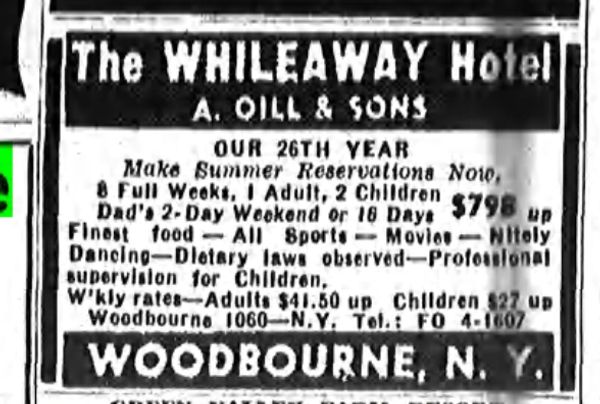 The WHILEAWAY Hotel
A. OILL & SONS
OUR 26TH YEAR
Make Summer Reservations Now.
8 Full Weeks, 1 Adult, 2 Children
Dad's 2-Day Weekend or 16 Days $798 up
Finest food — All Sports — Movies — Nitely
Dancing—Dietary laws observed—Professional
supervision for Children.
W'kly rates—Adults $41.50 up Children $27 up
Woodbourne 1060—N.Y. Tel.: FO 4-1607
WOODBOURNE, N. Y.